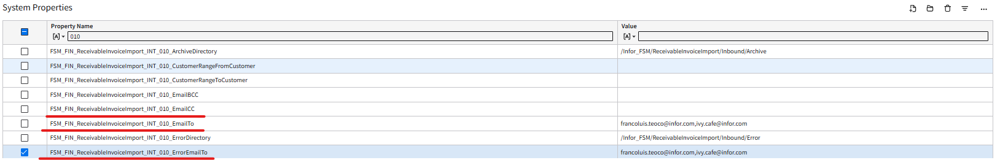 System Properties
...
Property Name Value
[A] 010 [A]
FSM_FIN_ReceivableInvoiceImport_INT_010_ArchiveDirectory /Infor_FSM/ReceivableInvoiceImport/Inbound/Archive
FSM_FIN_ReceivableInvoiceImport_INT_010_CustomerRangeFromCustomer
FSM_FIN_ReceivableInvoiceImport_INT_010_CustomerRangeToCustomer
FSM_FIN_ReceivableInvoiceImport_INT_010_EmailBCC
FSM_FIN_ReceivableInvoiceImport_INT_010_EmailCC
FSM_FIN_ReceivableInvoiceImport_INT_010_EmailTo francoluis.teoco@infor.com,ivy.cafe@infor.com
FSM_FIN_ReceivableInvoiceImport_INT_010_ErrorDirectory /Infor_FSM/ReceivableInvoiceImport/Inbound/Error
FSM_FIN_ReceivableInvoiceImport_INT_010_ErrorEmailTo francoluis.teoco@infor.com,ivy.cafe@infor.com